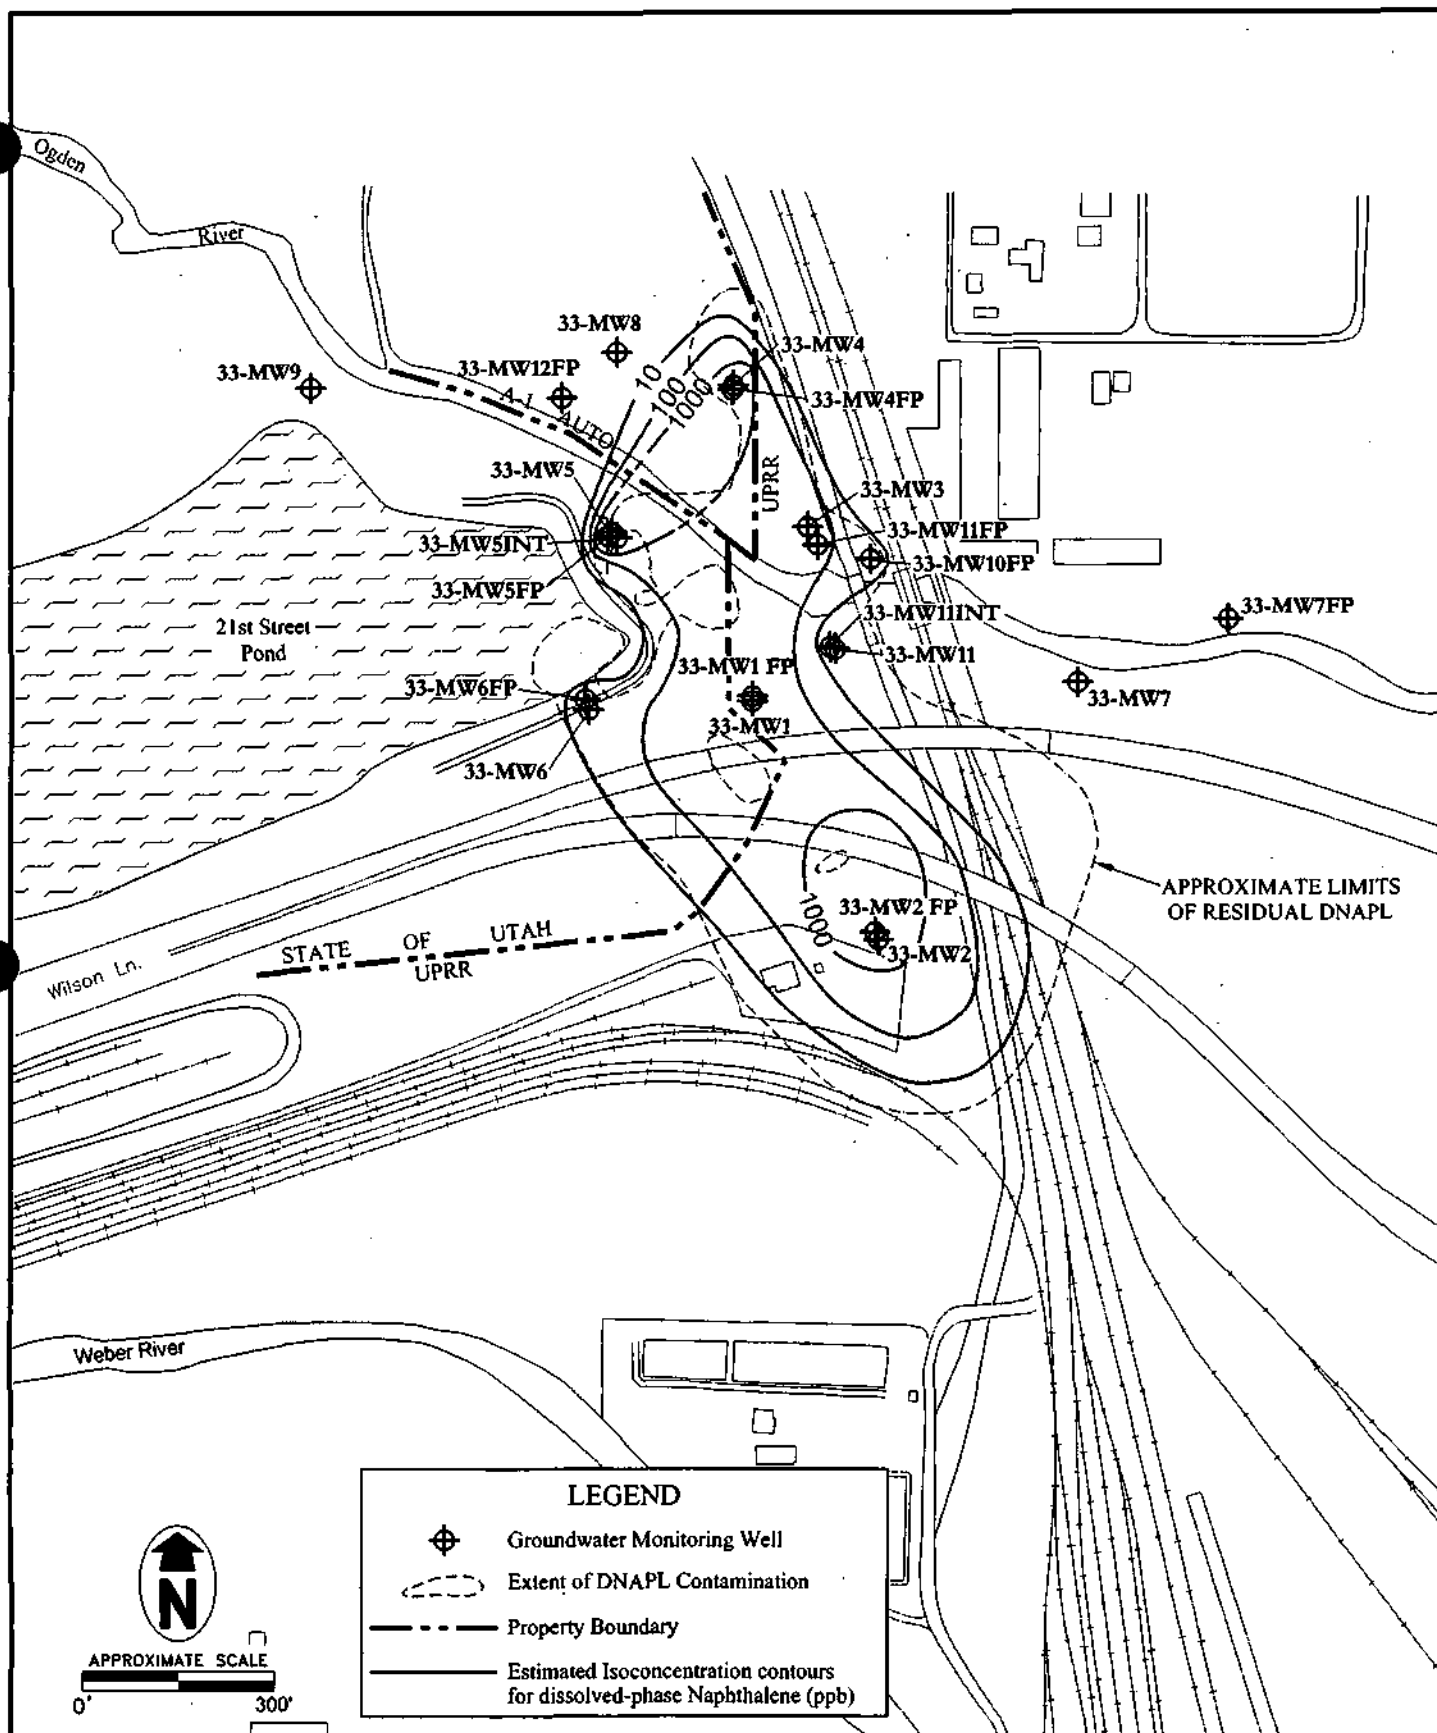 Ogden
River
33-MW8
33-MW4
33-MW9
33-MW12FP
10
100
1000
33-MW4FP
A-1 AUTO
UPRR
33-MW5
33-MW3
33-MW11FP
33-MW5INT
33-MW10FP
33-MW5FP
33-MW7FP
33-MW11INT
21st Street
Pond
33-MW11
33-MW1 FP
33-MW6FP
33-MW7
33-MW1
33-MW6
APPROXIMATE LIMITS
OF RESIDUAL DNAPL
1000
33-MW2 FP
33-MW2
STATE OF UTAH
UPRR
Wilson Ln.
Weber River
LEGEND
Groundwater Monitoring Well
Extent of DNAPL Contamination
Property Boundary
Estimated Isoconcentration contours
for dissolved-phase Naphthalene (ppb)
N
APPROXIMATE SCALE
0' 300'